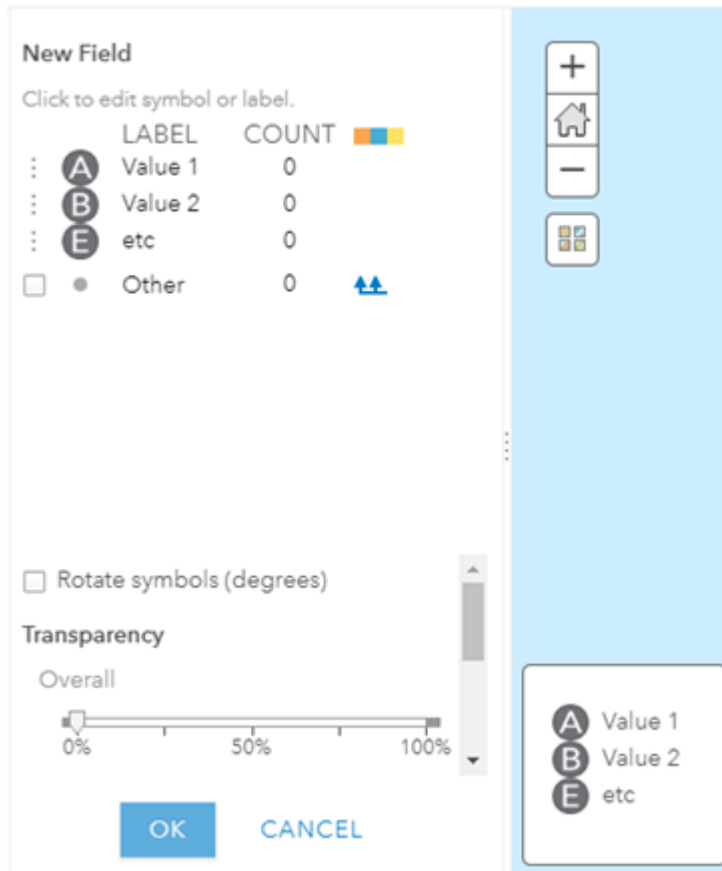 New Field
Click to edit symbol or label.
LABEL COUNT
A Value 1 0
B Value 2 0
E etc 0
Other 0
Rotate symbols (degrees)
Transparency
Overall
0% 50% 100%
OK CANCEL
+
−
A Value 1
B Value 2
E etc